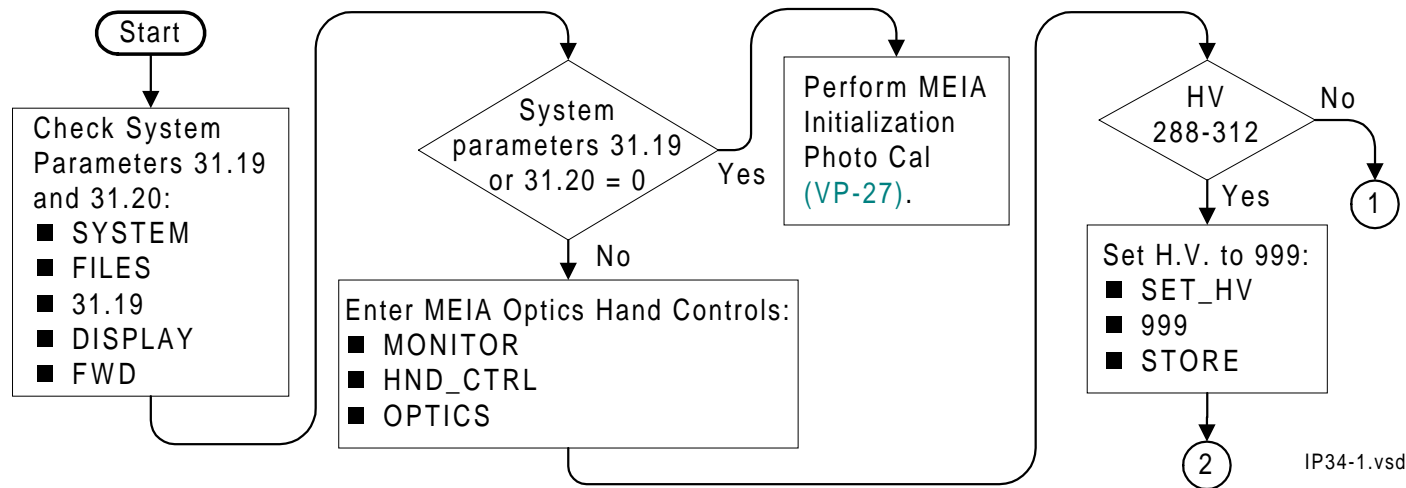 Start
Check System
Parameters 31.19
and 31.20:
■ SYSTEM
■ FILES
■ 31.19
■ DISPLAY
■ FWD
System
parameters 31.19
or 31.20 = 0
Yes
No
Perform MEIA
Initialization
Photo Cal
(VP-27).
Enter MEIA Optics Hand Controls:
■ MONITOR
■ HND_CTRL
■ OPTICS
HV
288-312
No
1
Yes
Set H.V. to 999:
■ SET_HV
■ 999
■ STORE
2
IP34-1.vsd